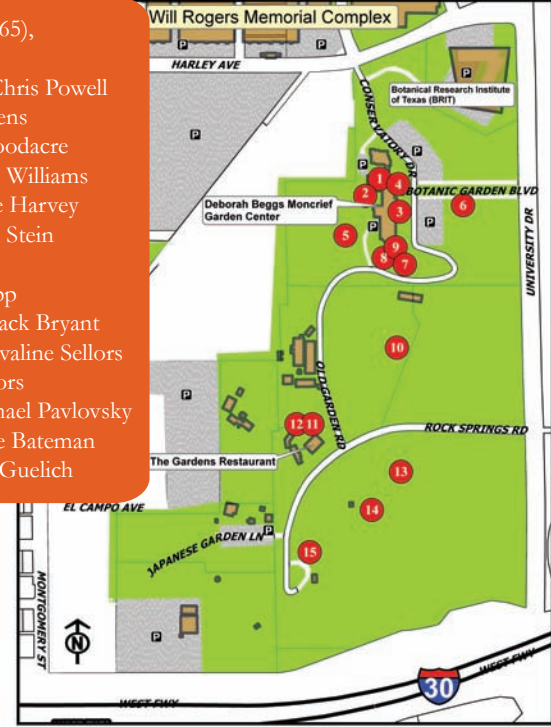 65),
Chris Powell
ens
oodacre
Williams
e Harvey
Stein
pp
ack Bryant
valine Sellors
ors
hael Pavlovsky
e Bateman
Guelich
Will Rogers Memorial Complex
P
P
P
HARLEY AVE
Botanical Research Institute
of Texas (BRIT)
CONSERVATORY DR
P
P
P
1
4
2
BOTANIC GARDEN BLVD
Deborah Beggs Moncrief
Garden Center
3
6
P
P
5
9
8
7
UNIVERSITY DR
10
OLD GARDEN RD
P
12
11
ROCK SPRINGS RD
The Gardens Restaurant
13
EL CAMPO AVE
14
P
JAPANESE GARDEN LN
15
MONTGOMERY ST
N
P
30
WEST FWY
WEST FWY